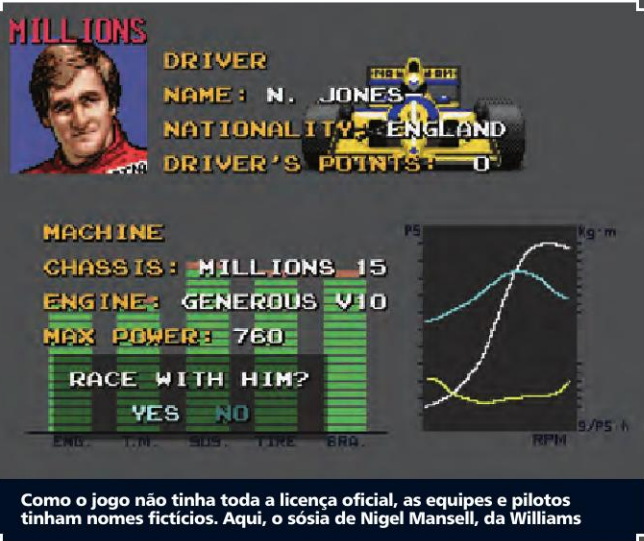 MILLIONS
DRIVER
NAME: N. JONES
NATIONALITY: ENGLAND
DRIVER'S POINTS: 0
MACHINE
CHASSIS: MILLIONS 15
ENGINE: GENEROUS V10
MAX POWER: 760
RACE WITH HIM?
YES NO
ENG. T.M. SUS. TIRE BRA.
PS kg·m
g/PS·h
RPM
Como o jogo não tinha toda a licença oficial, as equipes e pilotos
tinham nomes fictícios. Aqui, o sósia de Nigel Mansell, da Williams